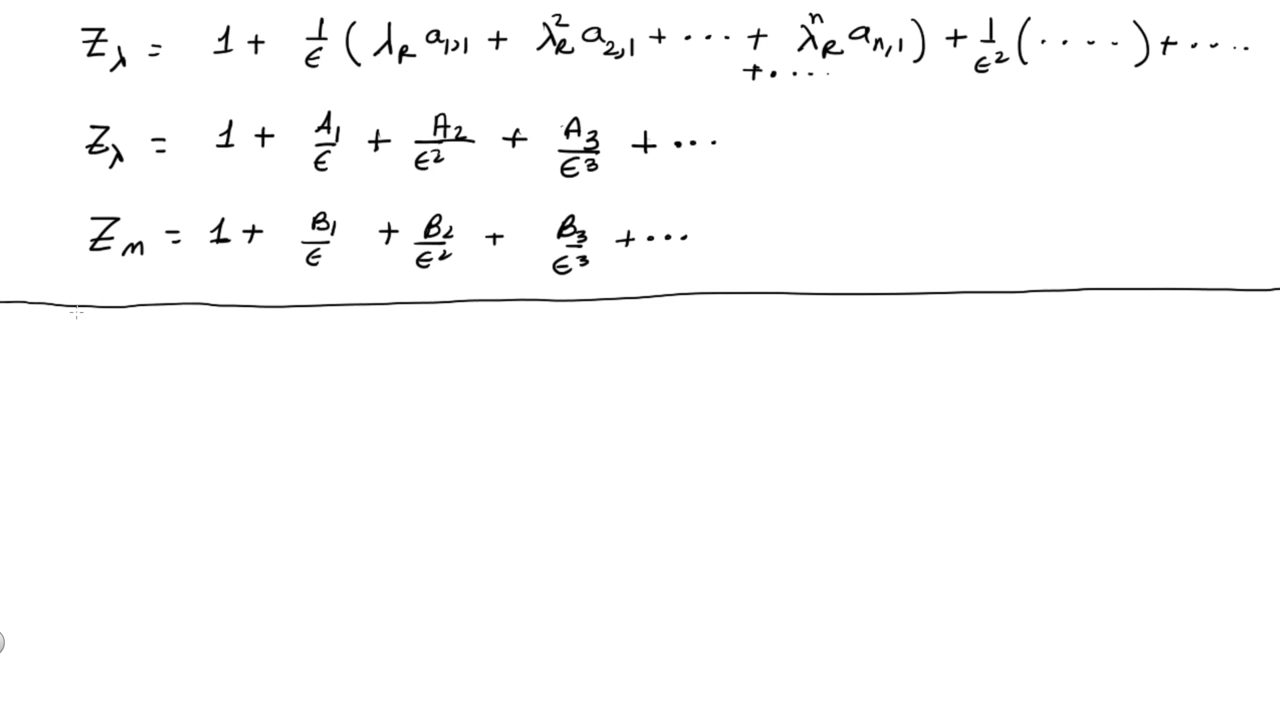 Z_λ = 1 + 1/ϵ ( λ_R a_{1,1} + λ_R^2 a_{2,1} + ··· + λ_R^n a_{n,1} ) + 1/ϵ^2 ( ····· ) + ····
+ ····
Z_λ = 1 + A_1/ϵ + A_2/ϵ^2 + A_3/ϵ^3 + ···
Z_m = 1 + B_1/ϵ + B_2/ϵ^2 + B_3/ϵ^3 + ···